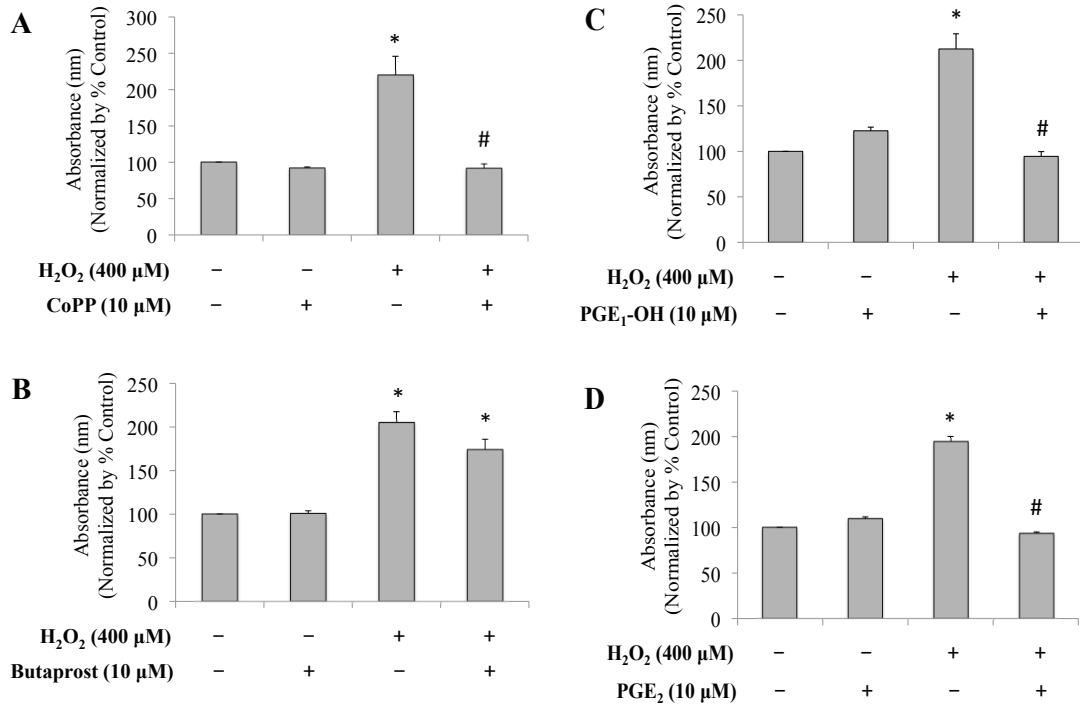 A
Absorbance (nm)
(Normalized by % Control)
300
250
200
150
100
50
0
*
#
H₂O₂ (400 µM) − − + +
CoPP (10 µM) − + − +
B
Absorbance (nm)
(Normalized by % Control)
250
200
150
100
50
0
*
*
H₂O₂ (400 µM) − − + +
Butaprost (10 µM) − + − +
C
Absorbance (nm)
(Normalized by % Control)
250
200
150
100
50
0
*
#
H₂O₂ (400 µM) − − + +
PGE₁-OH (10 µM) − + − +
D
Absorbance (nm)
(Normalized by % Control)
250
200
150
100
50
0
*
#
H₂O₂ (400 µM) − − + +
PGE₂ (10 µM) − + − +